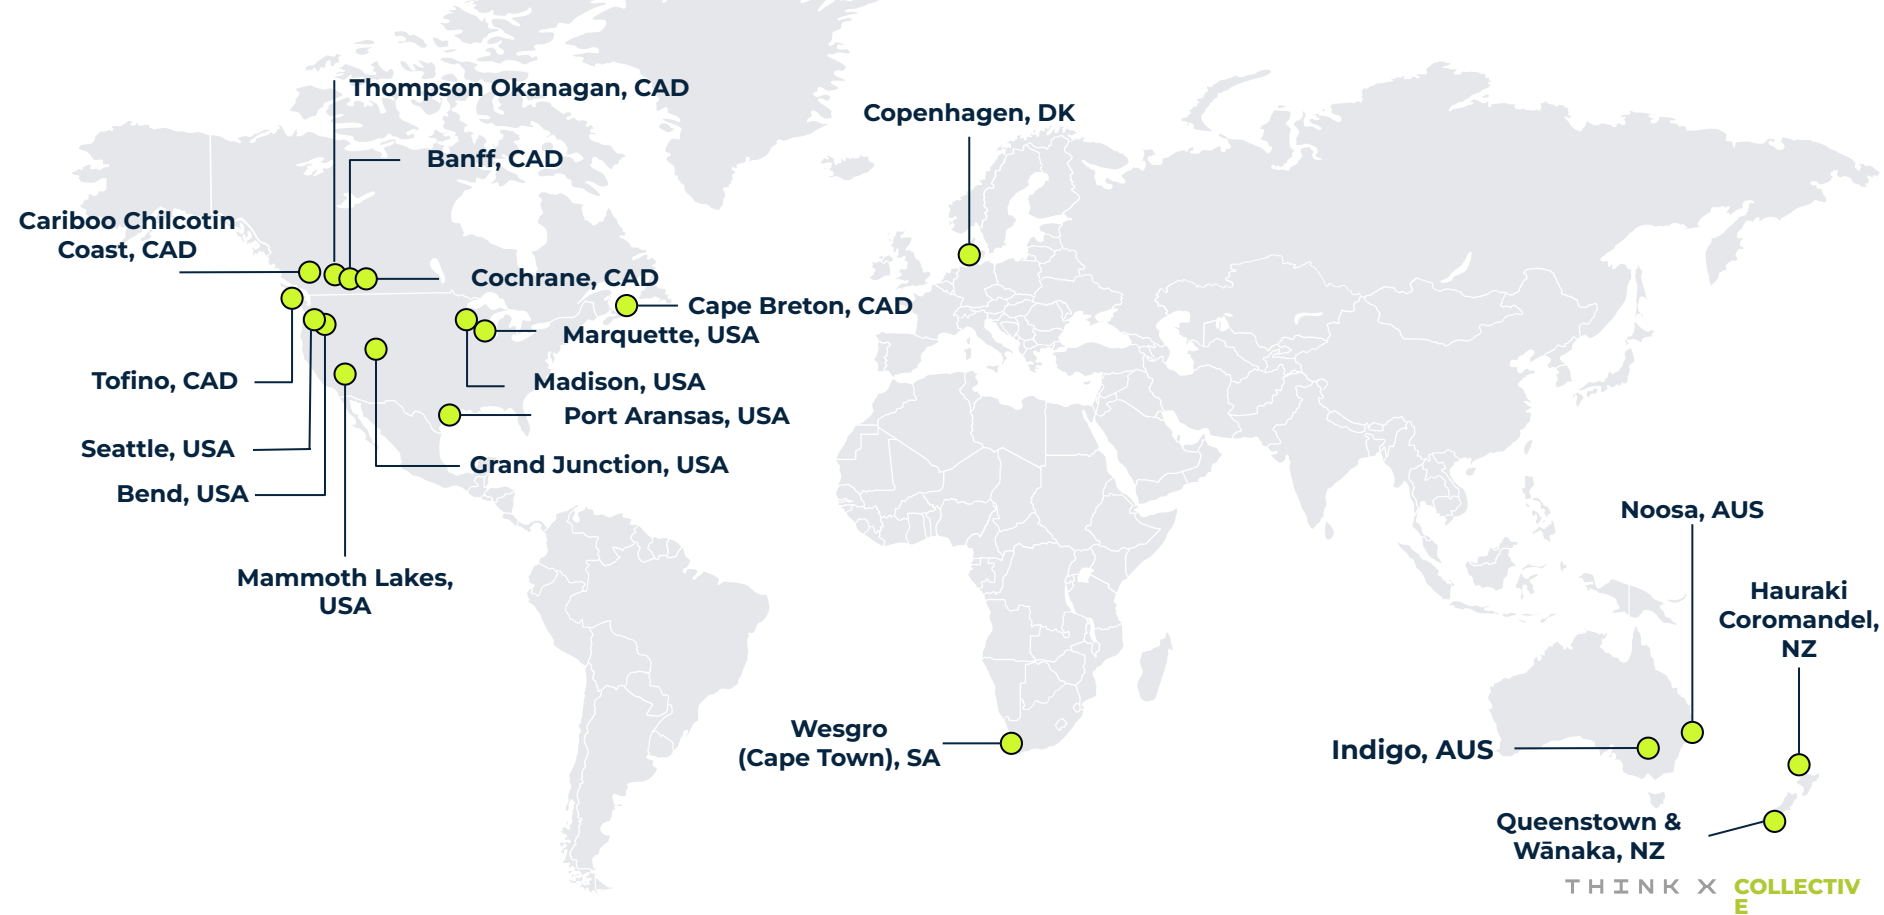 Thompson Okanagan, CAD
Copenhagen, DK
Banff, CAD
Cariboo Chilcotin
Coast, CAD
Cochrane, CAD
Cape Breton, CAD
Marquette, USA
Tofino, CAD
Madison, USA
Port Aransas, USA
Seattle, USA
Grand Junction, USA
Bend, USA
Noosa, AUS
Mammoth Lakes,
USA
Hauraki
Coromandel,
NZ
Wesgro
(Cape Town), SA
Indigo, AUS
Queenstown &
Wānaka, NZ
THINK X COLLECTIV
E